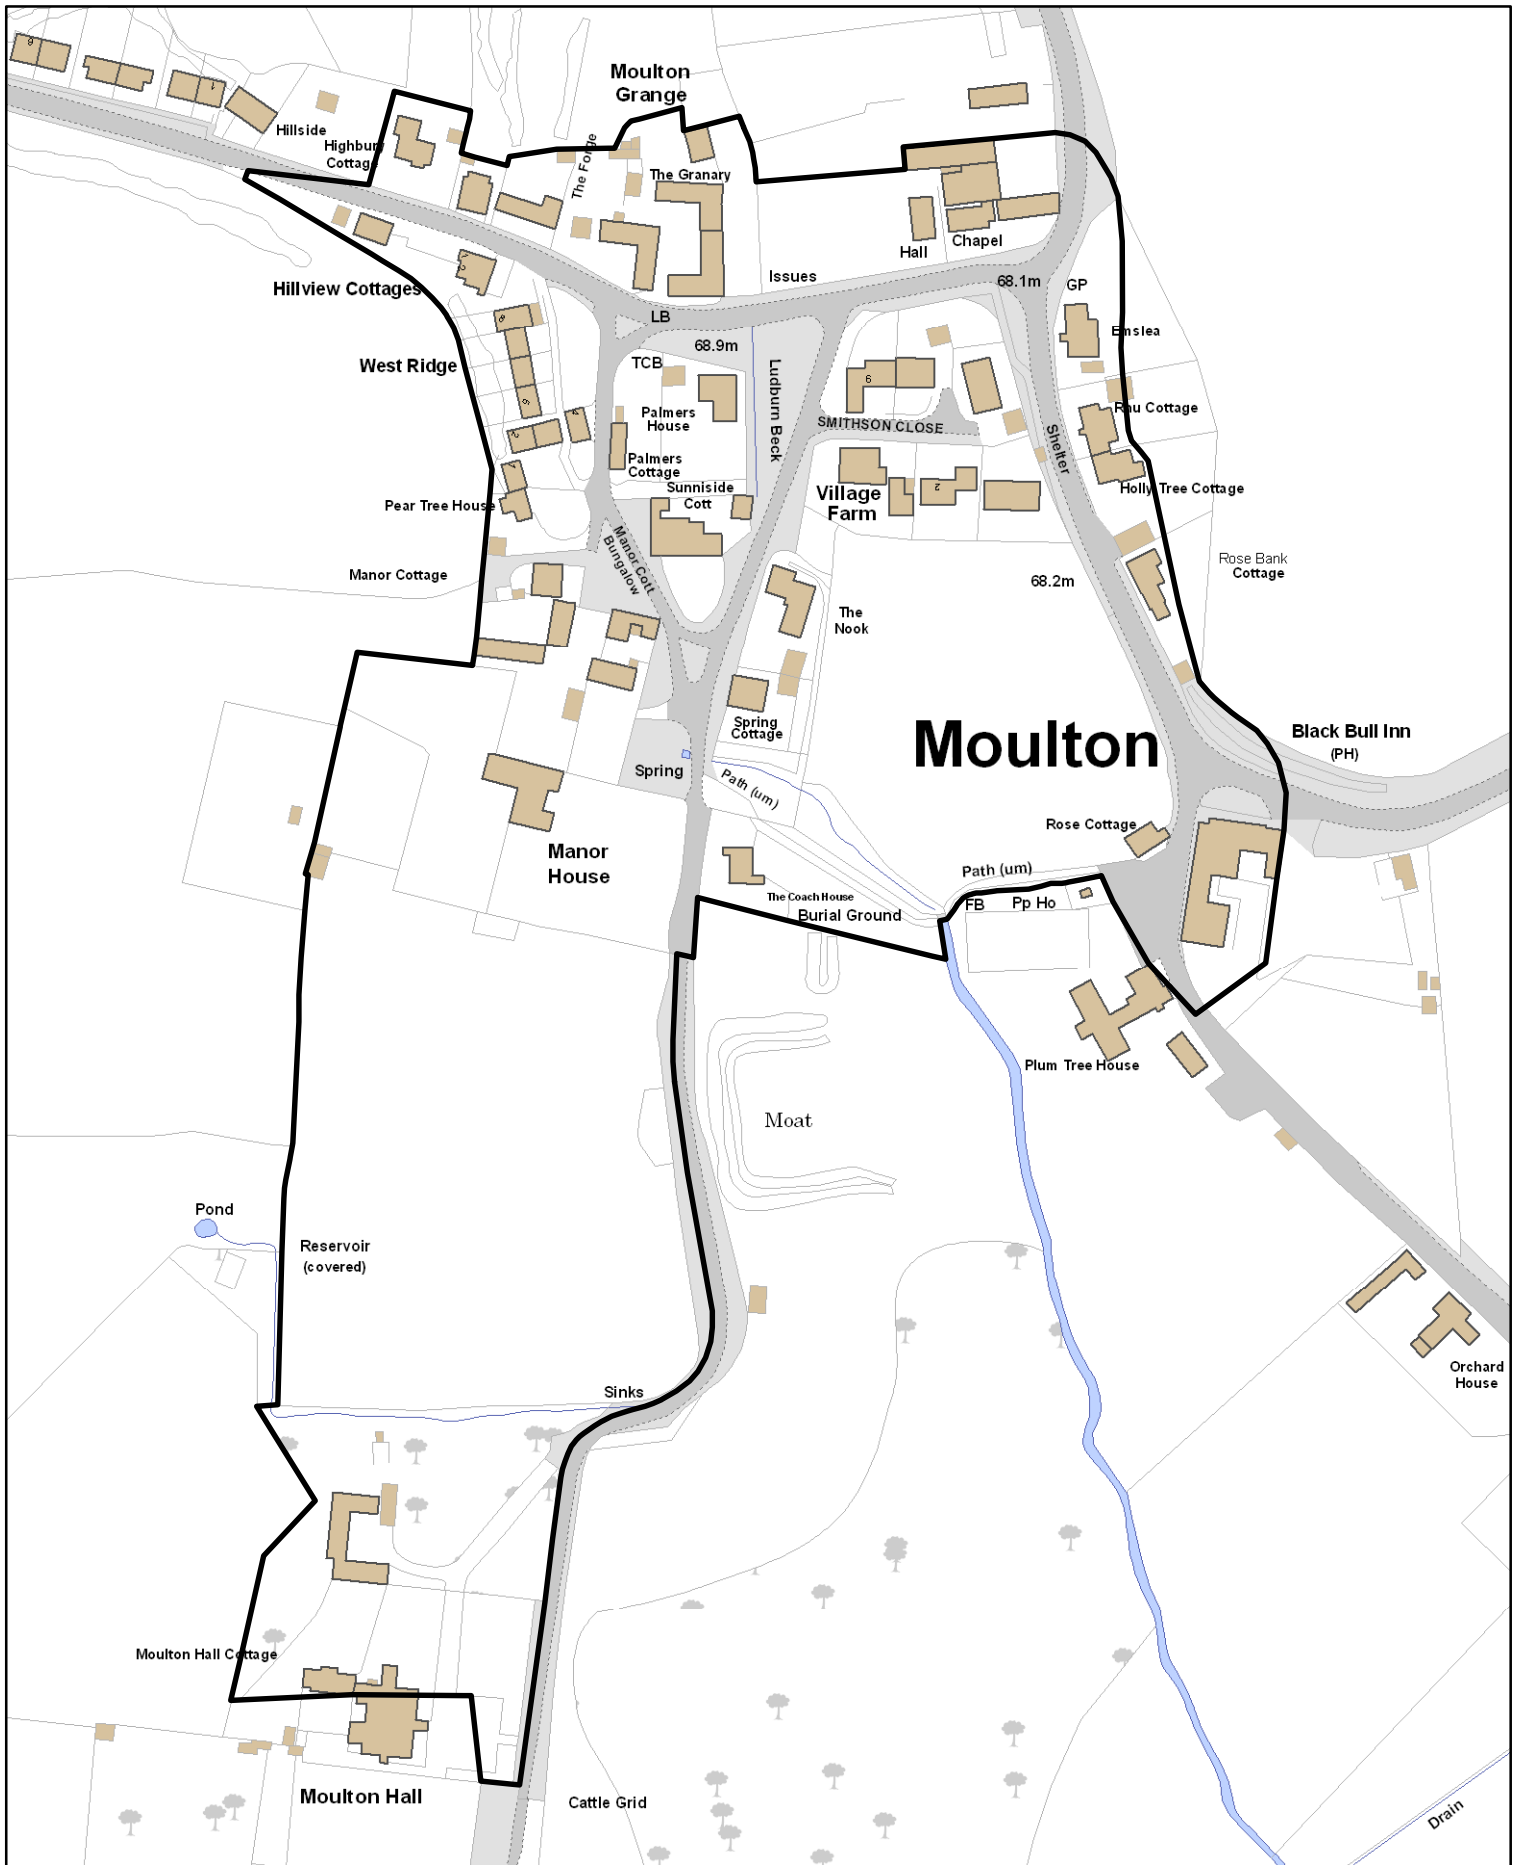 Moulton
Grange
Hillside
Highbury
Cottage
The Forge
The Granary
Hall
Chapel
Issues
68.1m
GP
Emslea
Hillview Cottages
LB
68.9m
TCB
West Ridge
Palmers
House
Ludburn Beck
9
SMITHSON CLOSE
Shelter
Rhu Cottage
Palmers
Cottage
Sunniside
Cott
Village
Farm
2
Holly Tree Cottage
Pear Tree House
Manor Cott
Bungalow
Manor Cottage
68.2m
Rose Bank
Cottage
The
Nook
Spring
Cottage
Moulton
Black Bull Inn
(PH)
Spring
Path (um)
Rose Cottage
Manor
House
Path (um)
The Coach House
Burial Ground
FB
Pp Ho
Plum Tree House
Moat
Pond
Reservoir
(covered)
Orchard
House
Sinks
Moulton Hall Cottage
Moulton Hall
Cattle Grid
Drain